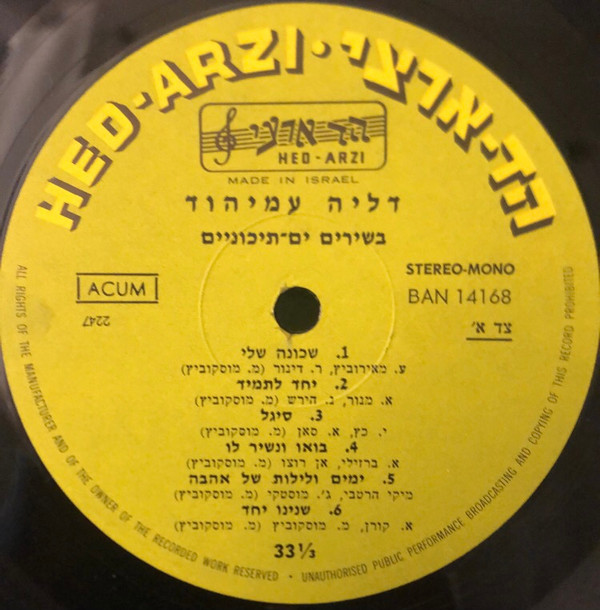 HED-ARZI · הד-ארצי
הד ארצי
HED-ARZI
MADE IN ISRAEL
דליה עמיהוד
בשירים ים-תיכוניים
STEREO-MONO
ACUM
BAN 14168
2247
צד א׳
1. שכונה שלי
ע. מאירוביץ, ר. דינור (מ. מוסקוביץ)
2. יחד לתמיד
א. מנור, נ. הירש (מ. מוסקוביץ)
3. סיגל
י. כץ, א. סאן (מ. מוסקוביץ)
4. בואו ונשיר לו
א. ברזילי, אן רוצו (מ. מוסקוביץ)
5. ימים ולילות של אהבה
מיקי הרטבי, ג׳. מוסטקי (מ. מוסקוביץ)
6. שנינו יחד
א. קורן, מ. מוסקוביץ (מ. מוסקוביץ)
33⅓
ALL RIGHTS OF THE MANUFACTURER AND OF THE OWNER OF THE RECORDED WORK RESERVED · UNAUTHORISED PUBLIC PERFORMANCE BROADCASTING AND COPYING OF THIS RECORD PROHIBITED